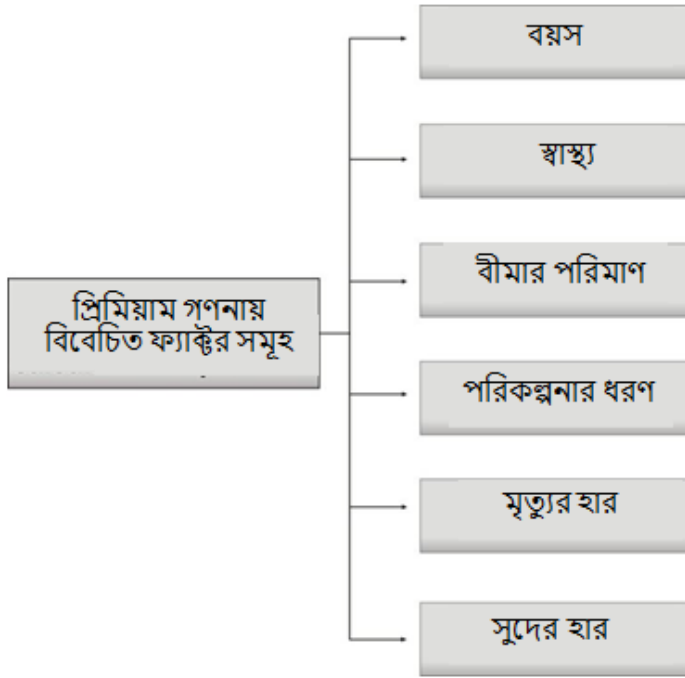 বয়স
স্বাস্থ্য
বীমার পরিমাণ
প্রিমিয়াম গণনায়
বিবেচিত ফ্যাক্টর সমূহ
পরিকল্পনার ধরণ
মৃত্যুর হার
সুদের হার